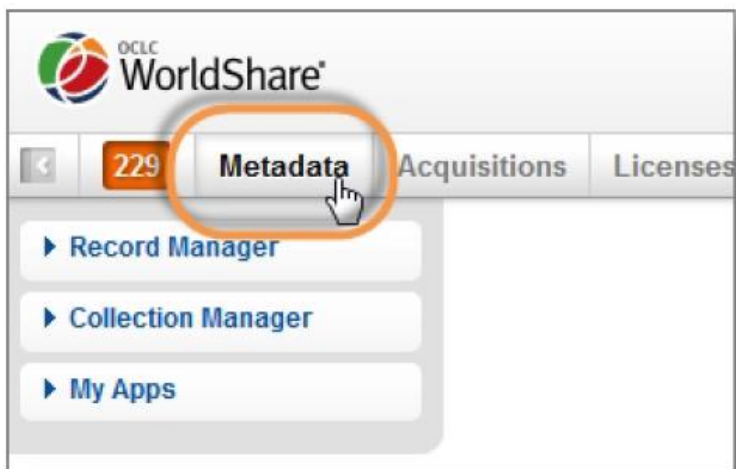 OCLC
WorldShare®
229 Metadata Acquisitions Licenses
Record Manager
Collection Manager
My Apps